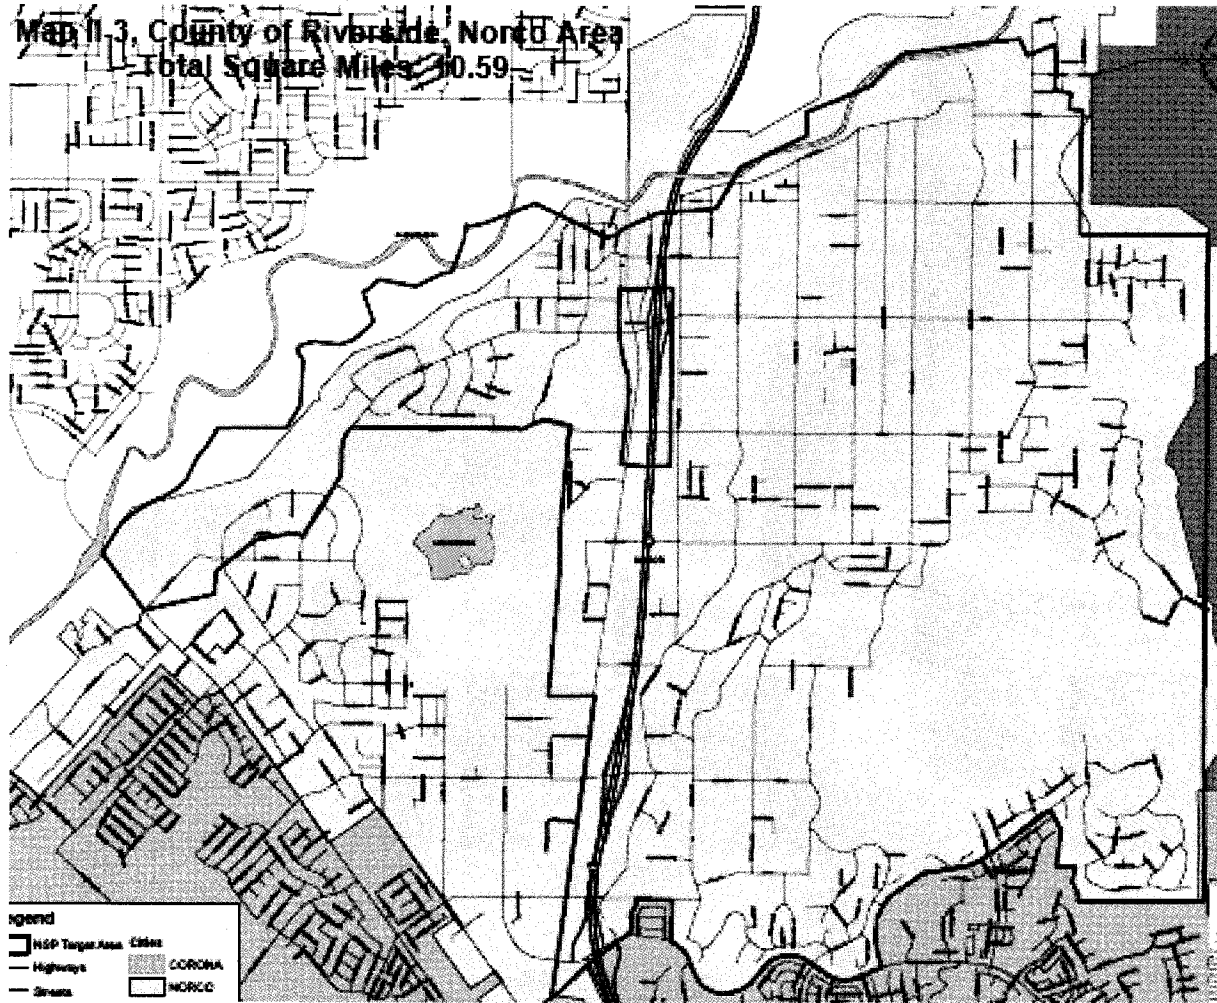 Map II-3, County of Riverside, Norco Area
Total Square Miles: 10.59
egend
NSP Target Area Cities
Highways CORONA
Streets NORCO